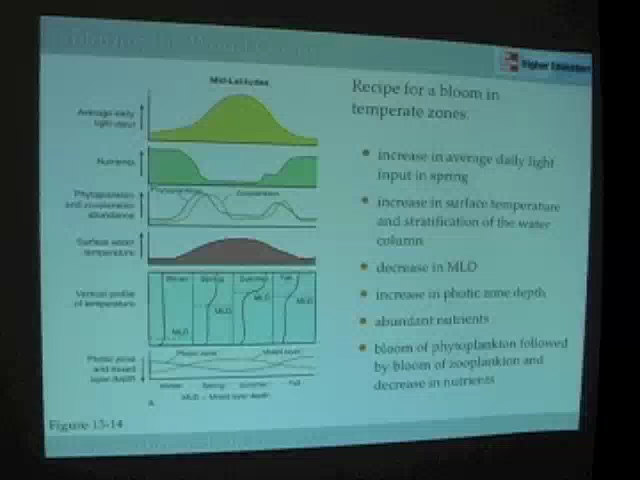 Higher Education
Mid-Latitudes
Average daily
light input
Nutrients
Phytoplankton
and zooplankton
abundance
Phytoplankton
Zooplankton
Surface water
temperature
Vertical profile
of temperature
Winter
Spring
Summer
Fall
MLD
MLD
MLD
MLD
Photic zone
and mixed
layer depth
Photic zone
Mixed layer
Winter
Spring
Summer
Fall
A
MLD = Mixed layer depth
Figure 13-14
Recipe for a bloom in
temperate zones.
• increase in average daily light
input in spring
• increase in surface temperature
and stratification of the water
column
• decrease in MLD
• increase in photic zone depth
• abundant nutrients
• bloom of phytoplankton followed
by bloom of zooplankton and
decrease in nutrients